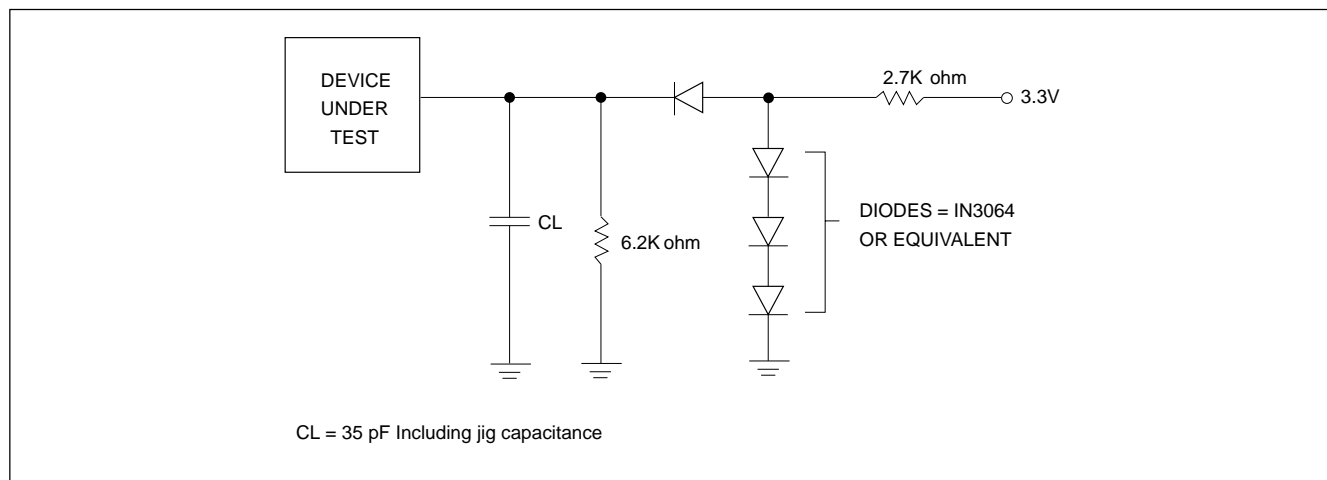 DEVICE
UNDER
TEST
2.7K ohm
3.3V
CL
6.2K ohm
DIODES = IN3064
OR EQUIVALENT
CL = 35 pF Including jig capacitance